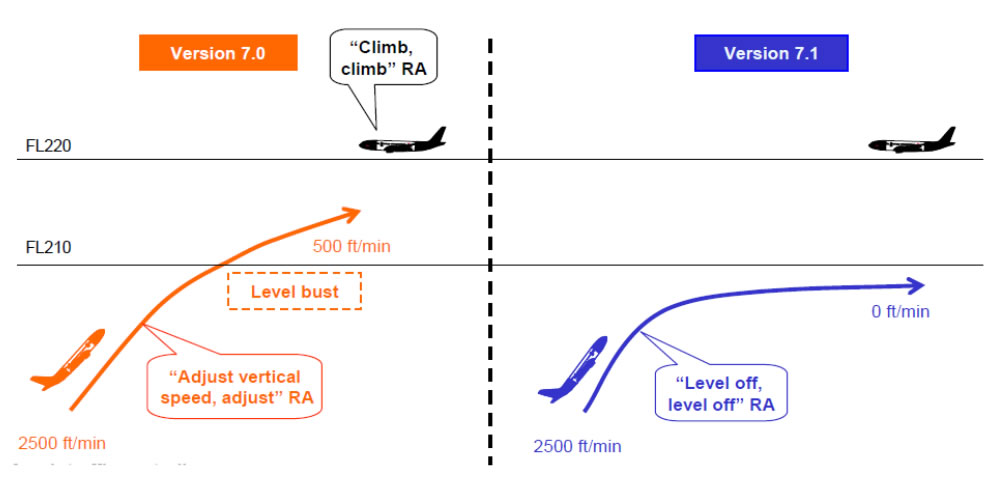 Version 7.0
“Climb,
climb” RA
Version 7.1
FL220
FL210
500 ft/min
Level bust
0 ft/min
“Adjust vertical
speed, adjust” RA
“Level off,
level off” RA
2500 ft/min
2500 ft/min